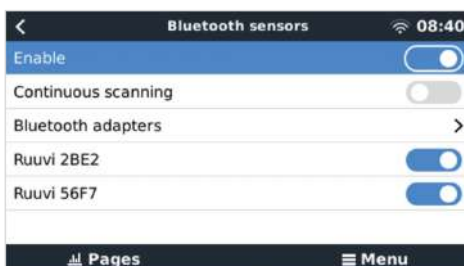 Bluetooth sensors 08:40
Enable
Continuous scanning
Bluetooth adapters
Ruuvi 2BE2
Ruuvi 56F7
Pages Menu